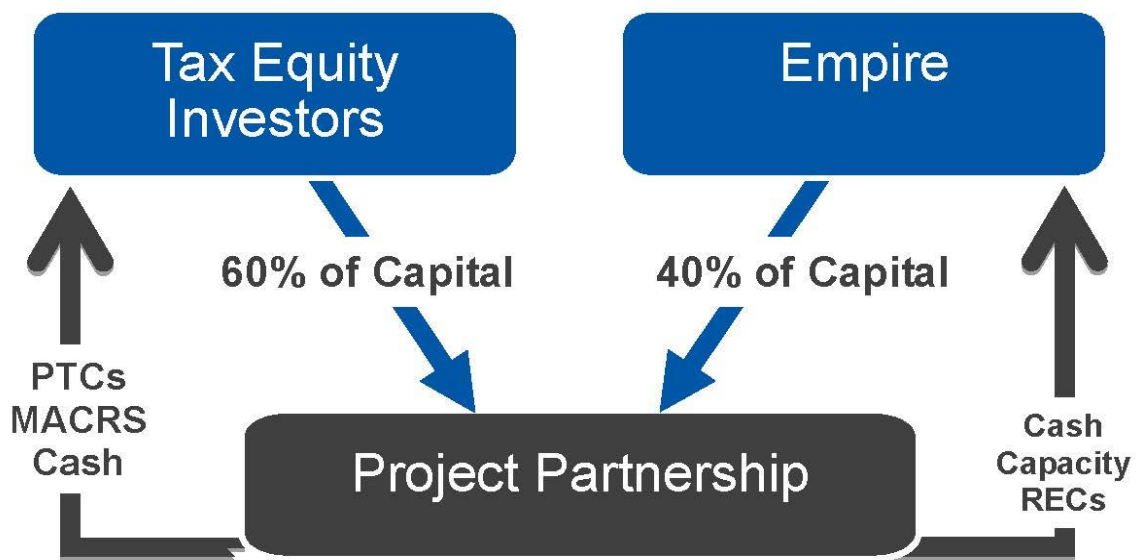 Tax Equity
Investors
Empire
60% of Capital
40% of Capital
PTCs
MACRS
Cash
Cash
Capacity
RECs
Project Partnership